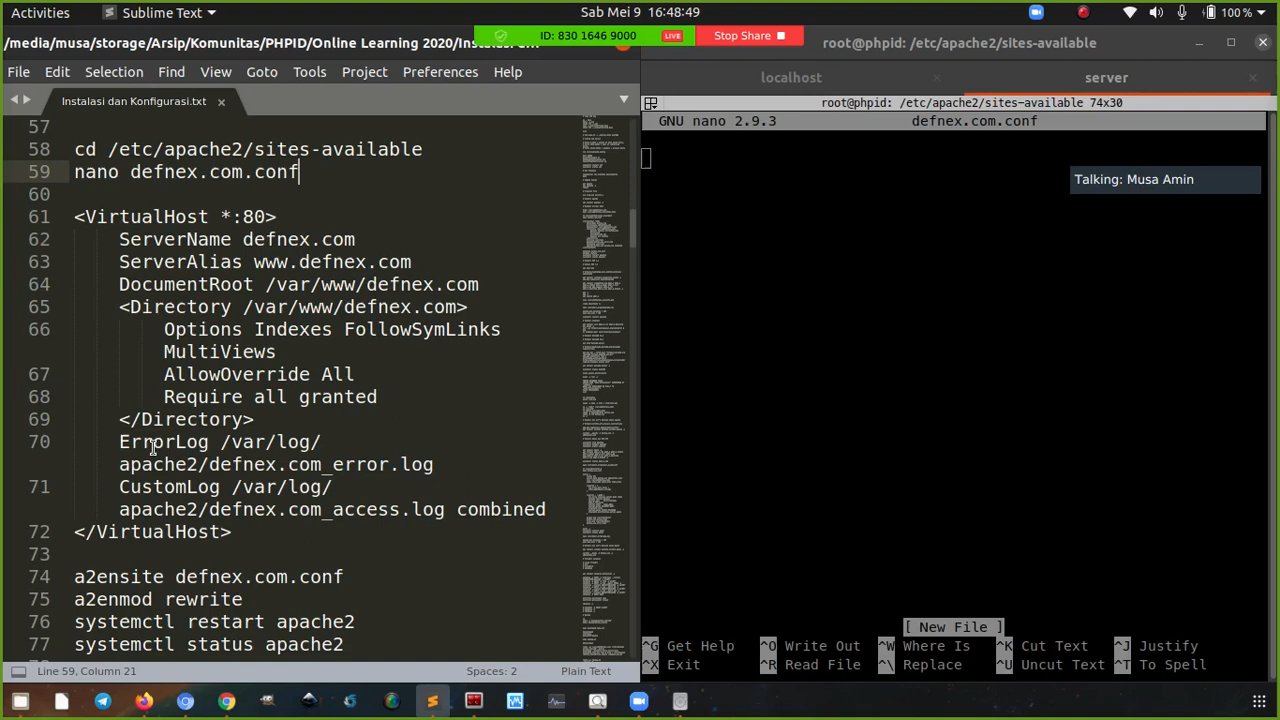 Activities
Sublime Text
Sab Mei 9 16:48:49
100 %
ID: 830 1646 9000
LIVE
Stop Share
/media/musa/storage/Arsip/Komunitas/PHPID/Online Learning 2020/Instalas
File Edit Selection Find View Goto Tools Project Preferences Help
Instalasi dan Konfigurasi.txt
57
58 cd /etc/apache2/sites-available
59 nano defnex.com.conf
60
61 <VirtualHost *:80>
62 ServerName defnex.com
63 ServerAlias www.defnex.com
64 DocumentRoot /var/www/defnex.com
65 <Directory /var/www/defnex.com>
66 Options Indexes FollowSymLinks
MultiViews
67 AllowOverride All
68 Require all granted
69 </Directory>
70 ErrorLog /var/log/
apache2/defnex.com_error.log
71 CustomLog /var/log/
apache2/defnex.com_access.log combined
72 </VirtualHost>
73
74 a2ensite defnex.com.conf
75 a2enmod rewrite
76 systemctl restart apache2
77 systemctl status apache2
Line 59, Column 21
Spaces: 2
Plain Text
root@phpid: /etc/apache2/sites-available
localhost
server
root@phpid: /etc/apache2/sites-available 74x30
GNU nano 2.9.3 defnex.com.conf
Talking: Musa Amin
[ New File ]
^G Get Help ^O Write Out ^W Where Is ^K Cut Text ^J Justify
^X Exit ^R Read File ^\ Replace ^U Uncut Text ^T To Spell